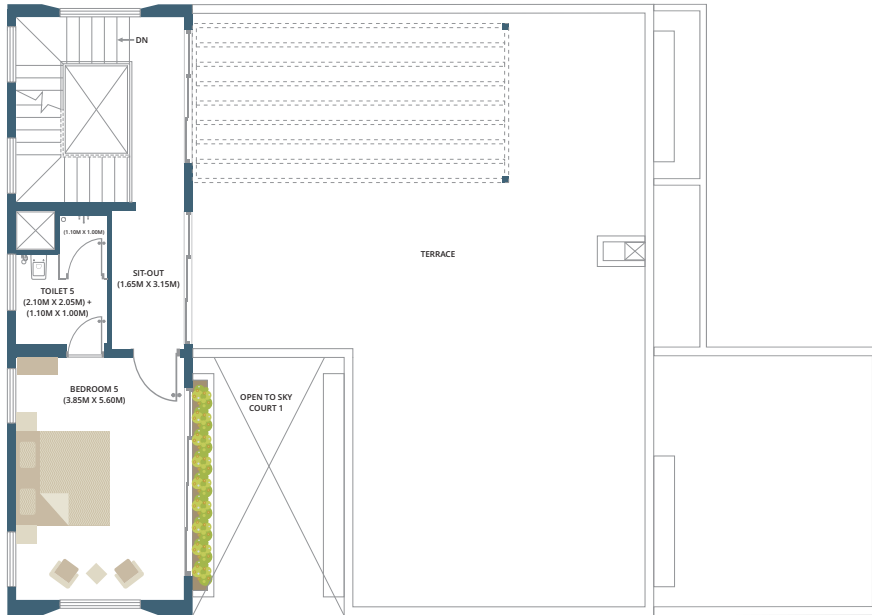 DN
(1.10M X 1.00M)
TERRACE
SIT-OUT
(1.65M X 3.15M)
TOILET 5
(2.10M X 2.05M) +
(1.10M X 1.00M)
BEDROOM 5
(3.85M X 5.60M)
OPEN TO SKY
COURT 1